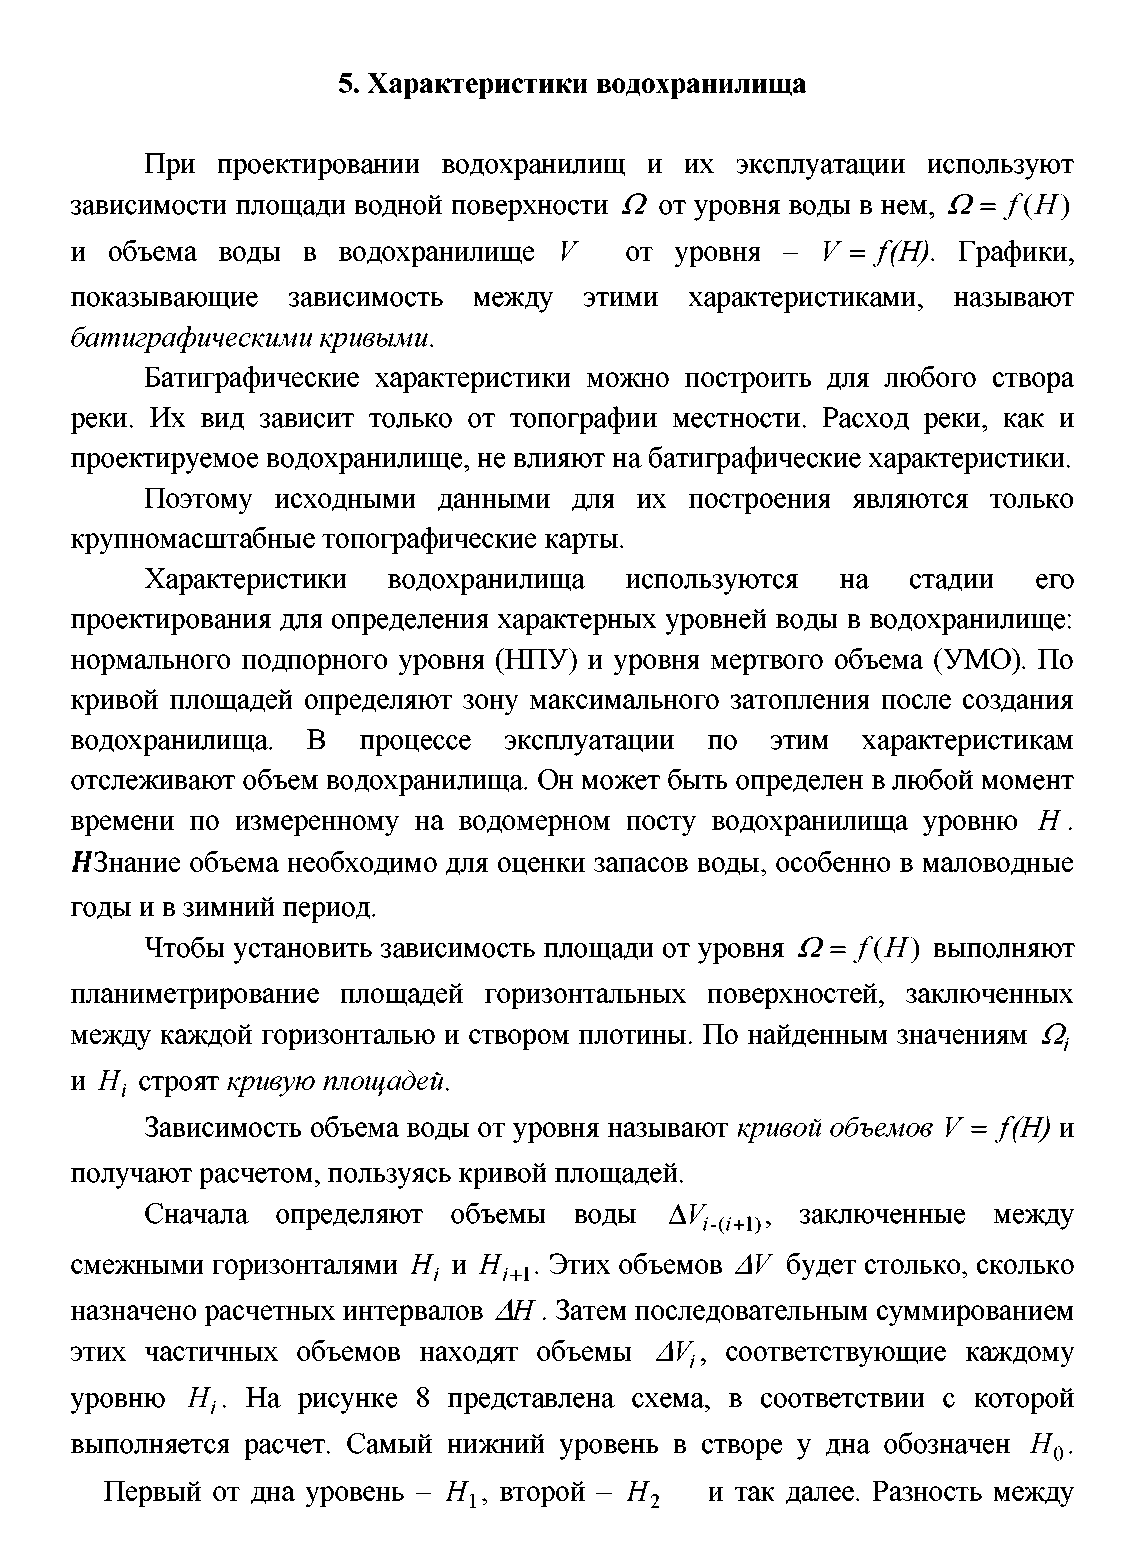 5. Характеристики водохранилища
При проектировании водохранилищ и их эксплуатации используют
зависимости площади водной поверхности Ω от уровня воды в нем, Ω = f(H)
и объема воды в водохранилище V от уровня – V = f(H). Графики,
показывающие зависимость между этими характеристиками, называют
батиграфическими кривыми.
Батиграфические характеристики можно построить для любого створа
реки. Их вид зависит только от топографии местности. Расход реки, как и
проектируемое водохранилище, не влияют на батиграфические характеристики.
Поэтому исходными данными для их построения являются только
крупномасштабные топографические карты.
Характеристики водохранилища используются на стадии его
проектирования для определения характерных уровней воды в водохранилище:
нормального подпорного уровня (НПУ) и уровня мертвого объема (УМО). По
кривой площадей определяют зону максимального затопления после создания
водохранилища. В процессе эксплуатации по этим характеристикам
отслеживают объем водохранилища. Он может быть определен в любой момент
времени по измеренному на водомерном посту водохранилища уровню H .
HЗнание объема необходимо для оценки запасов воды, особенно в маловодные
годы и в зимний период.
Чтобы установить зависимость площади от уровня Ω = f(H) выполняют
планиметрирование площадей горизонтальных поверхностей, заключенных
между каждой горизонталью и створом плотины. По найденным значениям Ωi
и Hi строят кривую площадей.
Зависимость объема воды от уровня называют кривой объемов V = f(H) и
получают расчетом, пользуясь кривой площадей.
Сначала определяют объемы воды ΔVi-(i+1), заключенные между
смежными горизонталями Hi и Hi+1. Этих объемов ΔV будет столько, сколько
назначено расчетных интервалов ΔH . Затем последовательным суммированием
этих частичных объемов находят объемы ΔVi, соответствующие каждому
уровню Hi. На рисунке 8 представлена схема, в соответствии с которой
выполняется расчет. Самый нижний уровень в створе у дна обозначен H0.
Первый от дна уровень – H1, второй – H2 и так далее. Разность между